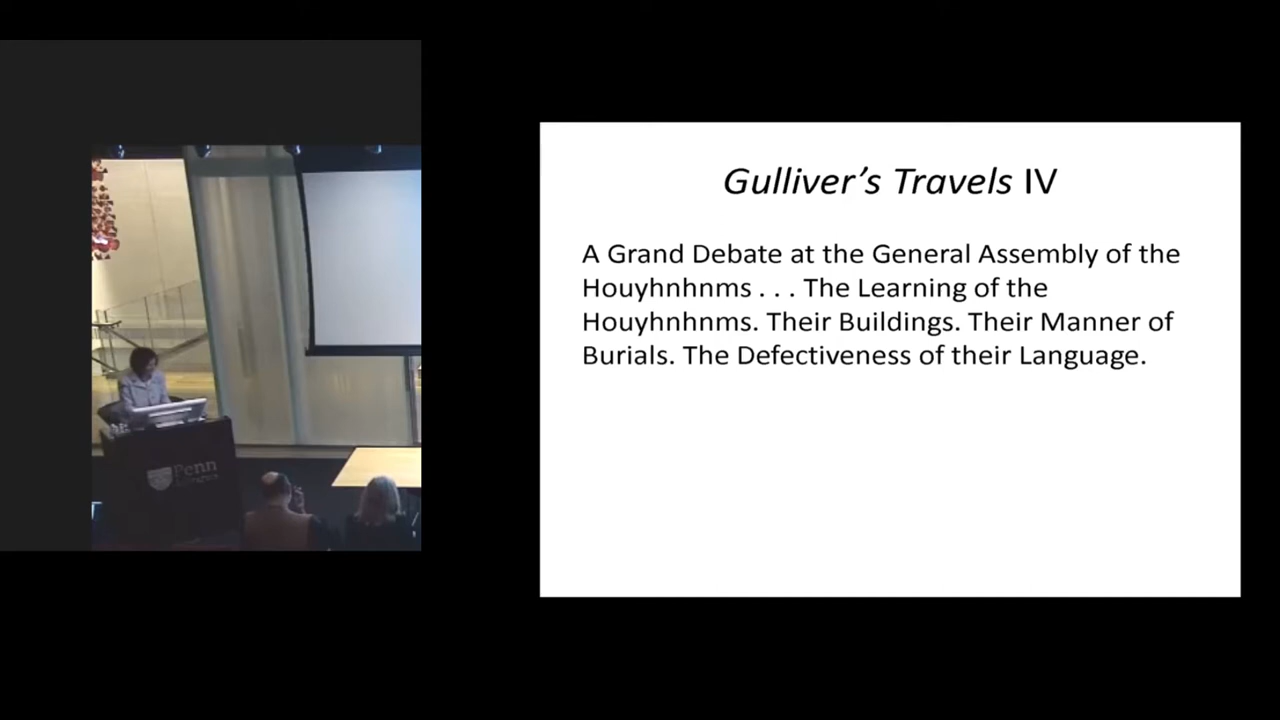 Gulliver's Travels IV
A Grand Debate at the General Assembly of the
Houyhnhnms . . . The Learning of the
Houyhnhnms. Their Buildings. Their Manner of
Burials. The Defectiveness of their Language.
Penn